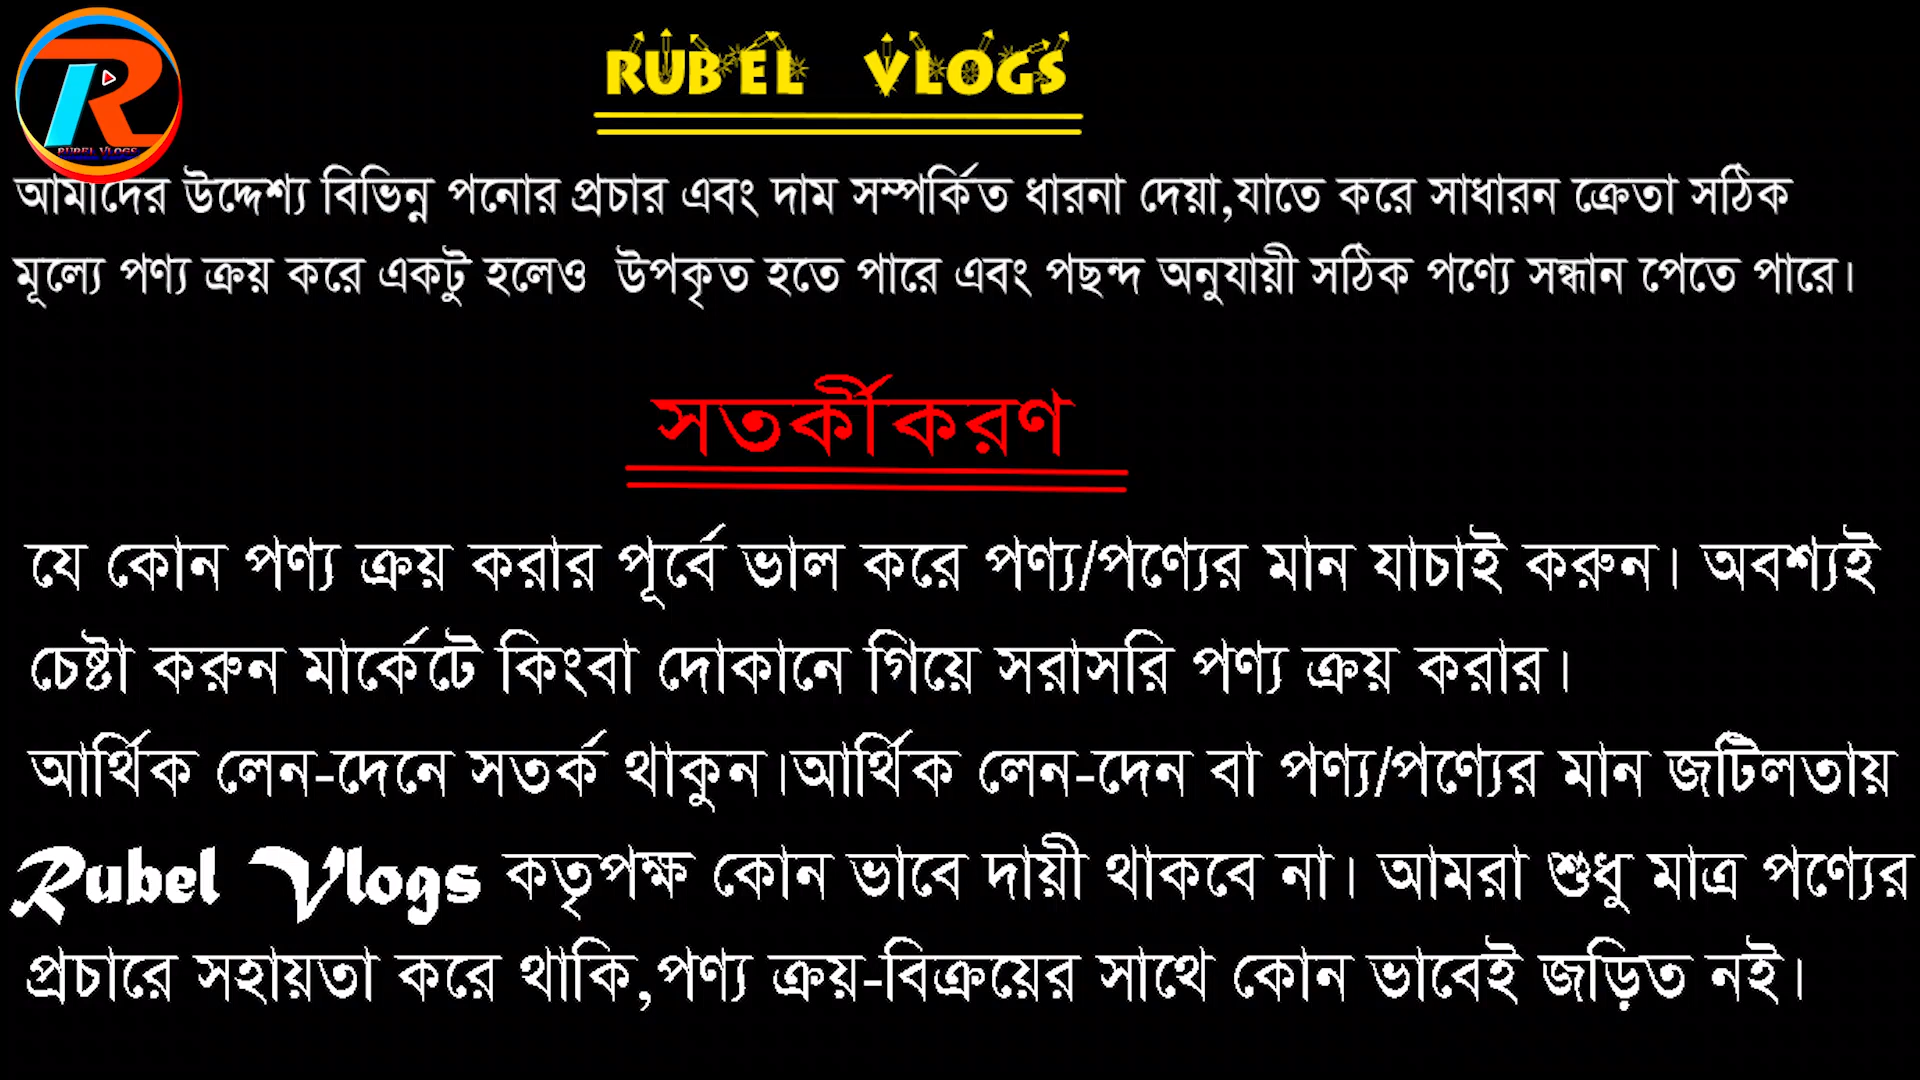 RUBEL VLOGS
RUBEL VLOGS
আমাদের উদ্দেশ্য বিভিন্ন পনোর প্রচার এবং দাম সম্পর্কিত ধারনা দেয়া,যাতে করে সাধারন ক্রেতা সঠিক
মূল্যে পণ্য ক্রয় করে একটু হলেও উপকৃত হতে পারে এবং পছন্দ অনুযায়ী সঠিক পণ্যে সন্ধান পেতে পারে।
সতর্কীকরণ
যে কোন পণ্য ক্রয় করার পূর্বে ভাল করে পণ্য/পণ্যের মান যাচাই করুন। অবশ্যই
চেষ্টা করুন মার্কেটে কিংবা দোকানে গিয়ে সরাসরি পণ্য ক্রয় করার।
আর্থিক লেন-দেনে সতর্ক থাকুন।আর্থিক লেন-দেন বা পণ্য/পণ্যের মান জটিলতায়
Rubel Vlogs কতৃপক্ষ কোন ভাবে দায়ী থাকবে না। আমরা শুধু মাত্র পণ্যের
প্রচারে সহায়তা করে থাকি,পণ্য ক্রয়-বিক্রয়ের সাথে কোন ভাবেই জড়িত নই।